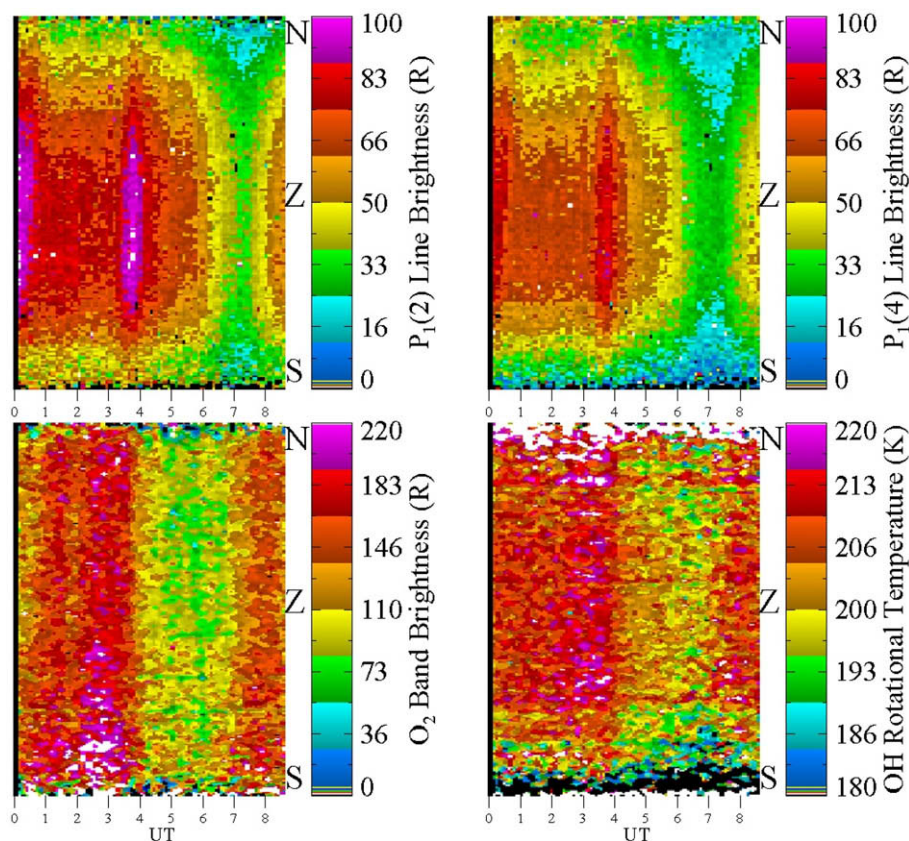 N
Z
S
100
83
66
50
33
16
0
P₁(2) Line Brightness (R)
0 1 2 3 4 5 6 7 8
N
Z
S
100
83
66
50
33
16
0
P₁(4) Line Brightness (R)
0 1 2 3 4 5 6 7 8
N
Z
S
220
183
146
110
73
36
0
O₂ Band Brightness (R)
0 1 2 3 4 5 6 7 8
UT
N
Z
S
220
213
206
200
193
186
180
OH Rotational Temperature (K)
0 1 2 3 4 5 6 7 8
UT